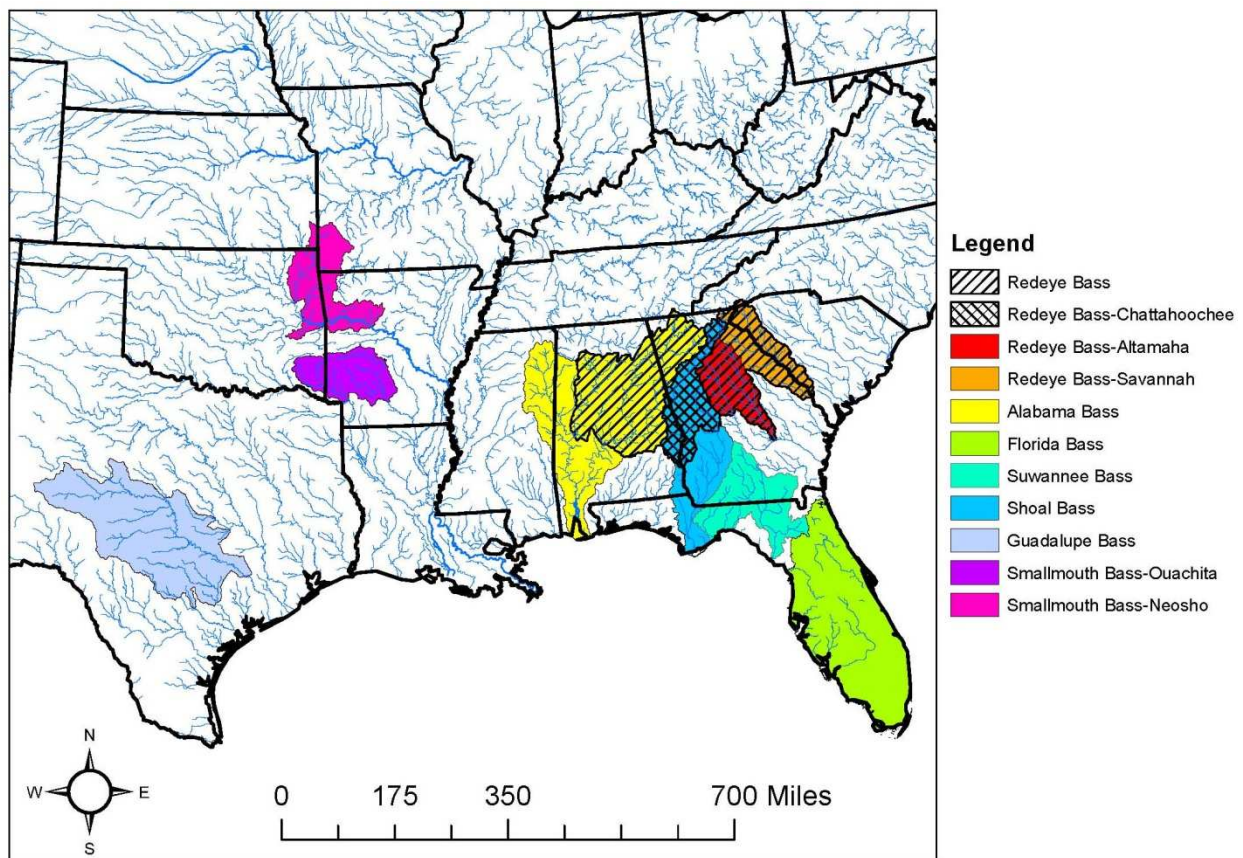 Legend
Redeye Bass
Redeye Bass-Chattahoochee
Redeye Bass-Altamaha
Redeye Bass-Savannah
Alabama Bass
Florida Bass
Suwannee Bass
Shoal Bass
Guadalupe Bass
Smallmouth Bass-Ouachita
Smallmouth Bass-Neosho
N
W E
S
0 175 350 700 Miles